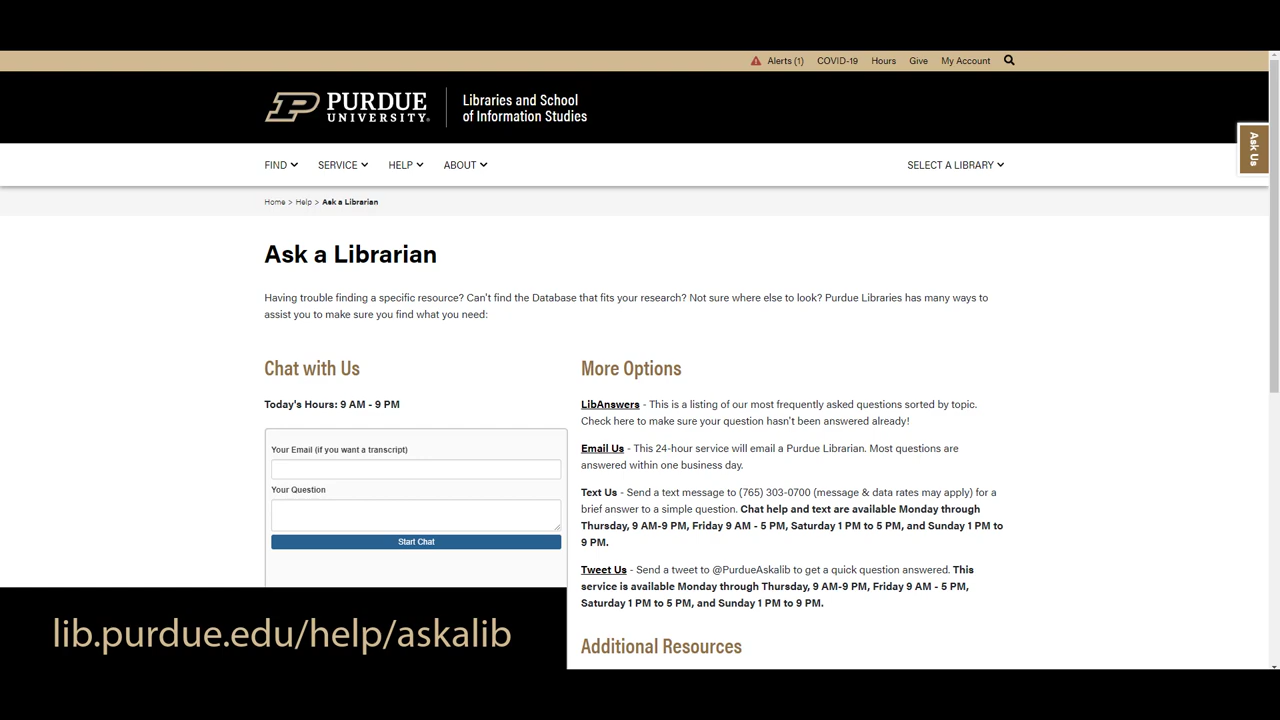 Alerts (1) COVID-19 Hours Give My Account
PURDUE
UNIVERSITY®
Libraries and School
of Information Studies
FIND SERVICE HELP ABOUT SELECT A LIBRARY
Ask Us
Home > Help > Ask a Librarian
Ask a Librarian
Having trouble finding a specific resource? Can't find the Database that fits your research? Not sure where else to look? Purdue Libraries has many ways to
assist you to make sure you find what you need:
Chat with Us
Today's Hours: 9 AM - 9 PM
Your Email (if you want a transcript)
Your Question
Start Chat
More Options
LibAnswers - This is a listing of our most frequently asked questions sorted by topic.
Check here to make sure your question hasn't been answered already!
Email Us - This 24-hour service will email a Purdue Librarian. Most questions are
answered within one business day.
Text Us - Send a text message to (765) 303-0700 (message & data rates may apply) for a
brief answer to a simple question. Chat help and text are available Monday through
Thursday, 9 AM-9 PM, Friday 9 AM - 5 PM, Saturday 1 PM to 5 PM, and Sunday 1 PM to
9 PM.
Tweet Us - Send a tweet to @PurdueAskalib to get a quick question answered. This
service is available Monday through Thursday, 9 AM-9 PM, Friday 9 AM - 5 PM,
Saturday 1 PM to 5 PM, and Sunday 1 PM to 9 PM.
Additional Resources
lib.purdue.edu/help/askalib